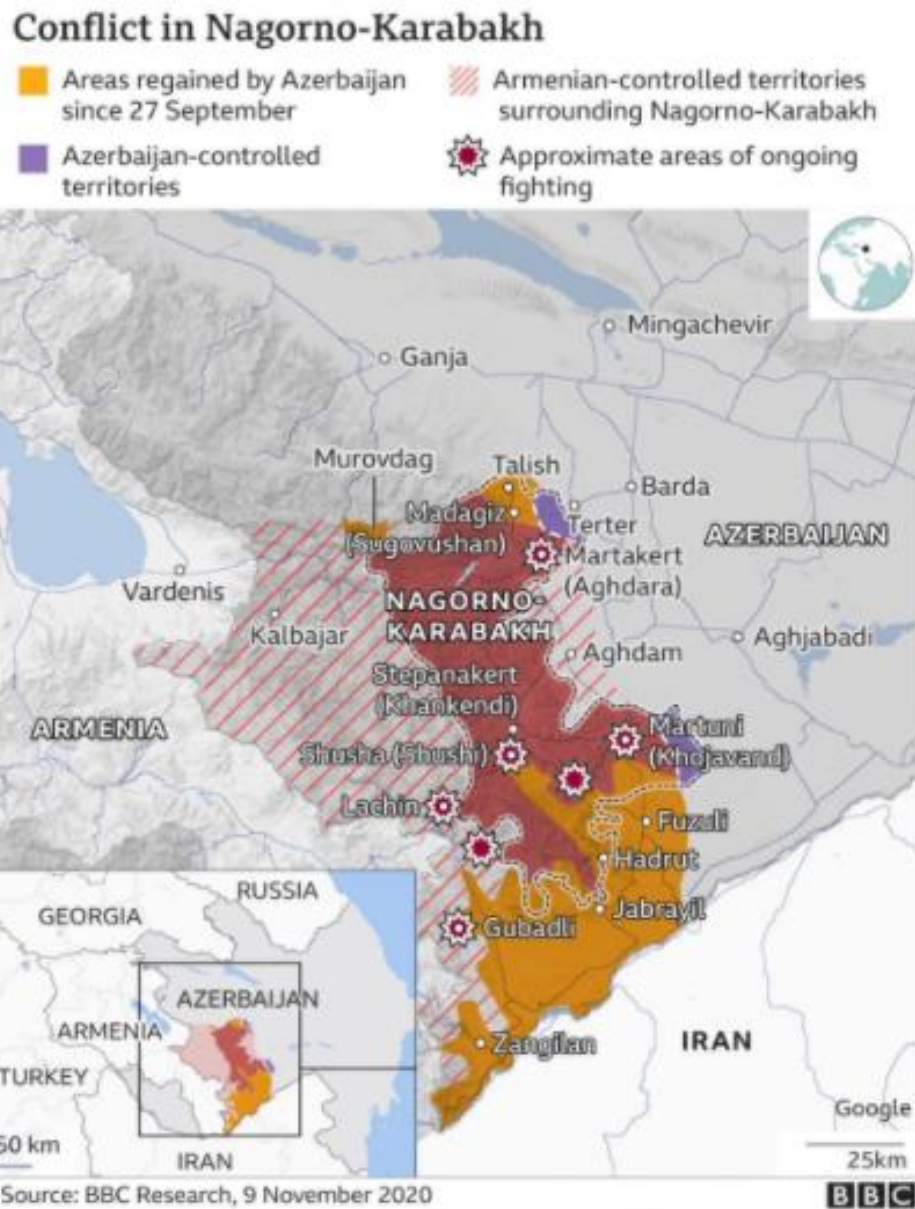 Conflict in Nagorno-Karabakh
Areas regained by Azerbaijan
since 27 September
Armenian-controlled territories
surrounding Nagorno-Karabakh
Azerbaijan-controlled
territories
Approximate areas of ongoing
fighting
Mingachevir
Ganja
Murovdag
Talish
Barda
Madagiz
(Sugovushan)
Terter
AZERBAIJAN
Martakert
(Aghdara)
Vardenis
NAGORNO-
KARABAKH
Kalbajar
Aghjabadi
Aghdam
Stepanakert
(Khankendi)
ARMENIA
Martuni
(Khojavand)
Shusha (Shushi)
Lachin
Fuzuli
Hadrut
Jabrayil
Gubadli
Zangilan
IRAN
RUSSIA
GEORGIA
AZERBAIJAN
ARMENIA
TURKEY
IRAN
50 km
Google
25km
Source: BBC Research, 9 November 2020
BBC